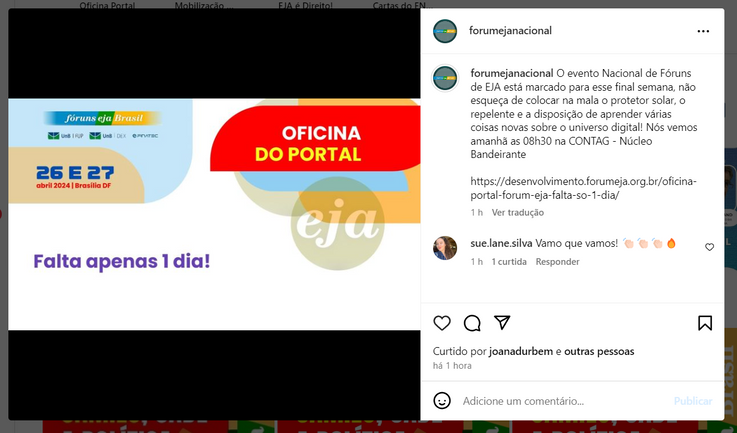 Oficina Portal
Mobilização ...
EJA é Direito!
Cartas do EN
forumejanacional
fóruns eja Brasil
UnB | FUP
UnB | DEX
FINATEC
26 E 27
abril 2024 | Brasília DF
OFICINA
DO PORTAL
eja
Falta apenas 1 dia!
forumejanacional O evento Nacional de Fóruns
de EJA está marcado para esse final semana, não
esqueça de colocar na mala o protetor solar, o
repelente e a disposição de aprender várias
coisas novas sobre o universo digital! Nós vemos
amanhã as 08h30 na CONTAG - Núcleo
Bandeirante
https://desenvolvimento.forumeja.org.br/oficina-
portal-forum-eja-falta-so-1-dia/
1 h Ver tradução
sue.lane.silva Vamo que vamos! 👏🏻👏🏻👏🏻🔥
1 h 1 curtida Responder
Curtido por joanadurbem e outras pessoas
há 1 hora
Adicione um comentário...
Publicar
Brasil